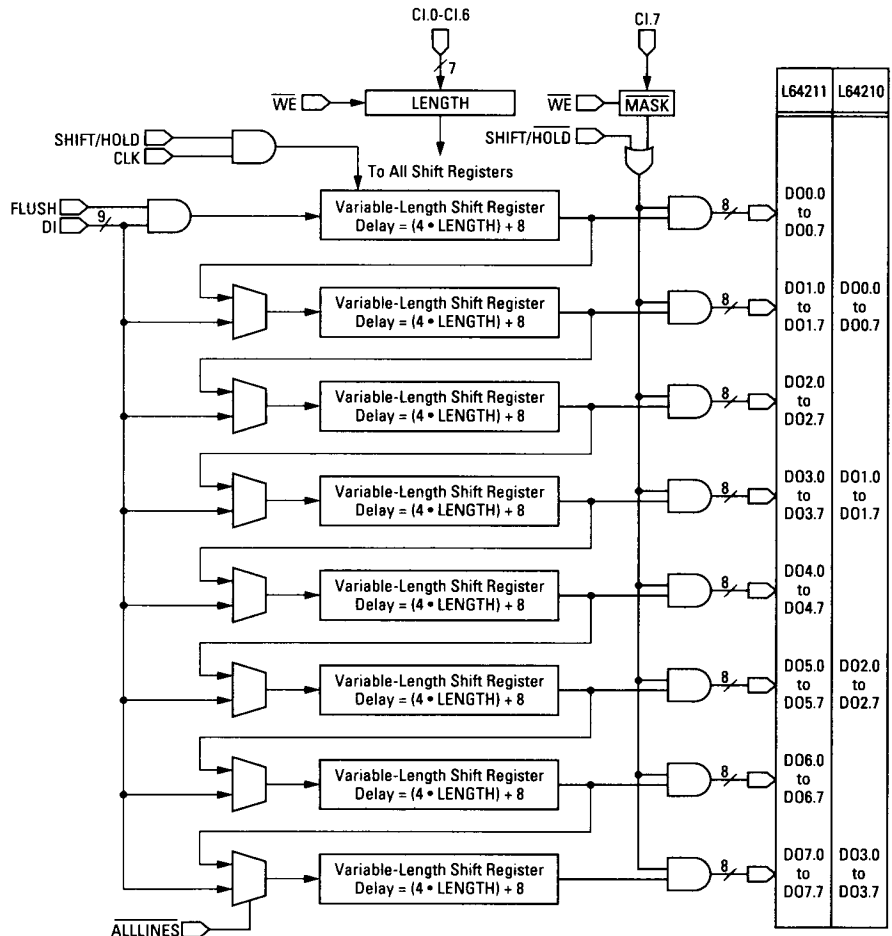 CI.0-CI.6
CI.7
7
WE
LENGTH
WE
MASK
SHIFT/HOLD
SHIFT/HOLD
CLK
To All Shift Registers
FLUSH
DI
9
Variable-Length Shift Register
Delay = (4 • LENGTH) + 8
8
Variable-Length Shift Register
Delay = (4 • LENGTH) + 8
8
Variable-Length Shift Register
Delay = (4 • LENGTH) + 8
8
Variable-Length Shift Register
Delay = (4 • LENGTH) + 8
8
Variable-Length Shift Register
Delay = (4 • LENGTH) + 8
8
Variable-Length Shift Register
Delay = (4 • LENGTH) + 8
8
Variable-Length Shift Register
Delay = (4 • LENGTH) + 8
8
Variable-Length Shift Register
Delay = (4 • LENGTH) + 8
8
ALLLINES
L64211 L64210
DO0.0
to
DO0.7
DO1.0 DO0.0
to to
DO1.7 DO0.7
DO2.0
to
DO2.7
DO3.0 DO1.0
to to
DO3.7 DO1.7
DO4.0
to
DO4.7
DO5.0 DO2.0
to to
DO5.7 DO2.7
DO6.0
to
DO6.7
DO7.0 DO3.0
to to
DO7.7 DO3.7